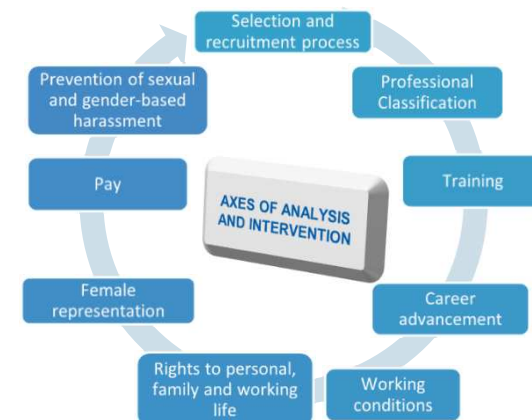 Selection and
recruitment process
Professional
Classification
Training
Career
advancement
Working
conditions
Rights to personal,
family and working
life
Female
representation
Pay
Prevention of sexual
and gender-based
harassment
AXES OF ANALYSIS
AND INTERVENTION